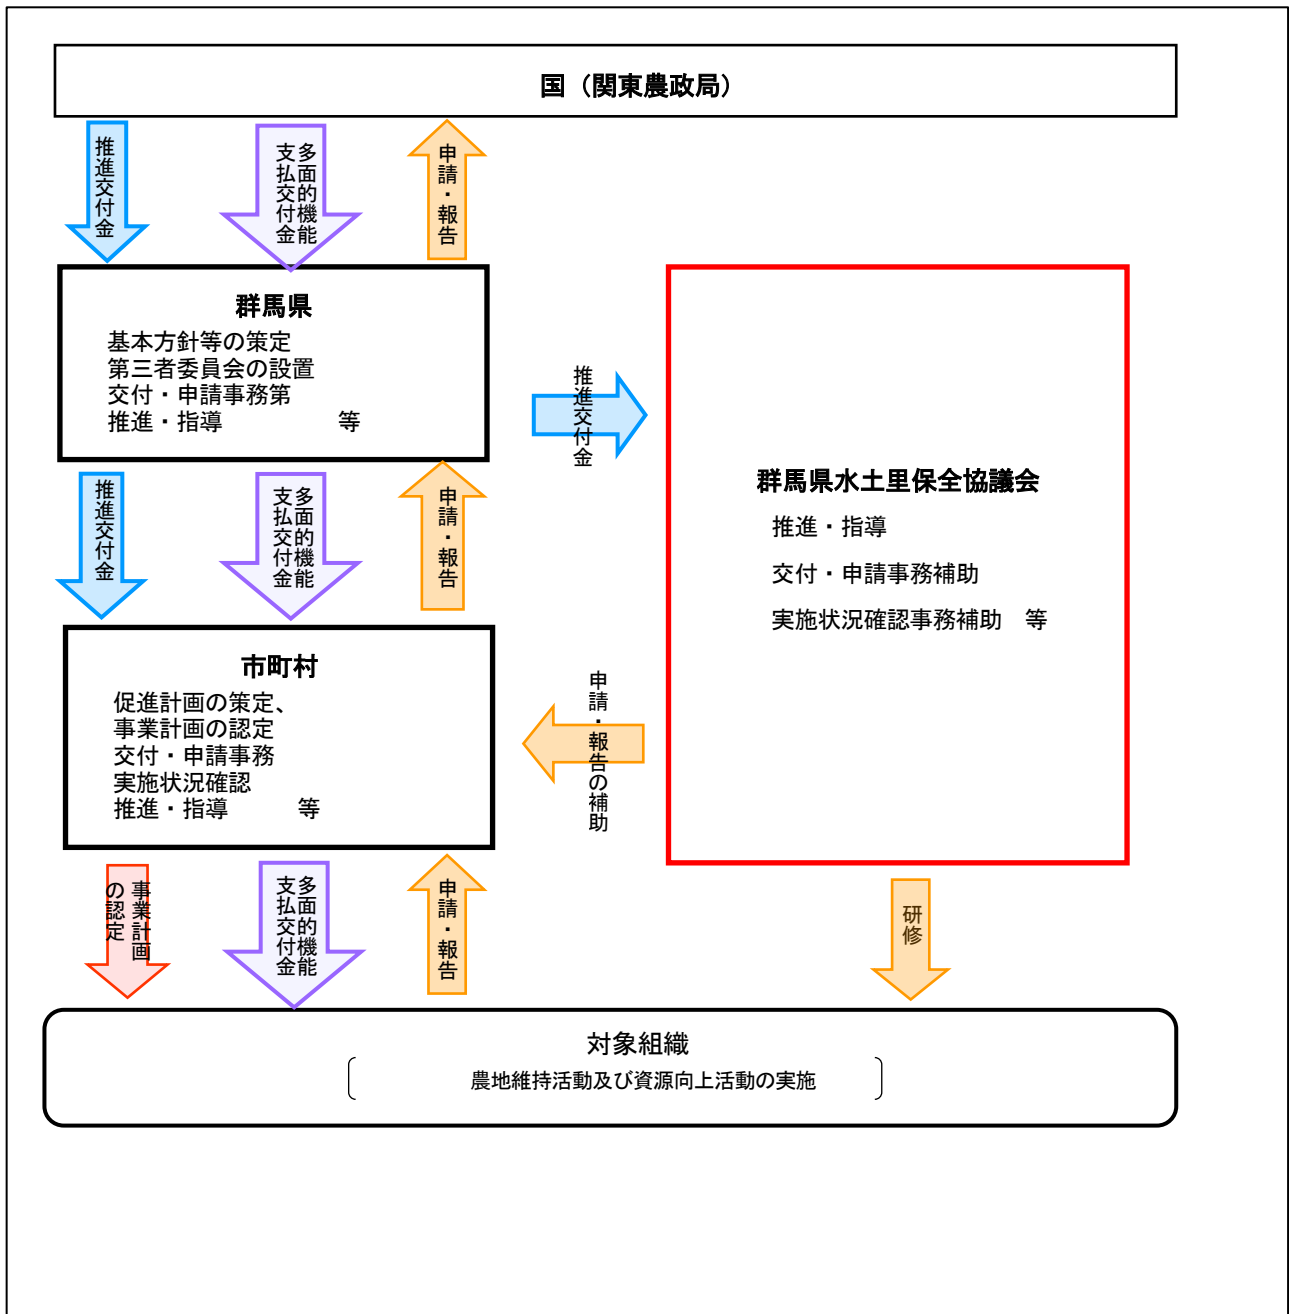 国（関東農政局）
推進交付金
多面的機能
支払交付金
申請・報告
群馬県
基本方針等の策定
第三者委員会の設置
交付・申請事務第
推進・指導　　　　　等
推進交付金
群馬県水土里保全協議会
推進・指導
交付・申請事務補助
実施状況確認事務補助　等
推進交付金
多面的機能
支払交付金
申請・報告
市町村
促進計画の策定、
事業計画の認定
交付・申請事務
実施状況確認
推進・指導　　　等
申請・報告の補助
事業計画
の認定
多面的機能
支払交付金
申請・報告
研修
対象組織
農地維持活動及び資源向上活動の実施